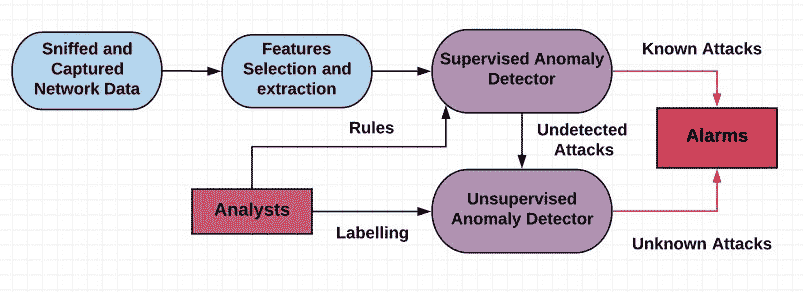 Sniffed and
Captured
Network Data
Features
Selection and
extraction
Supervised Anomaly
Detector
Known Attacks
Rules
Undetected
Attacks
Alarms
Analysts
Labelling
Unsupervised
Anomaly Detector
Unknown Attacks